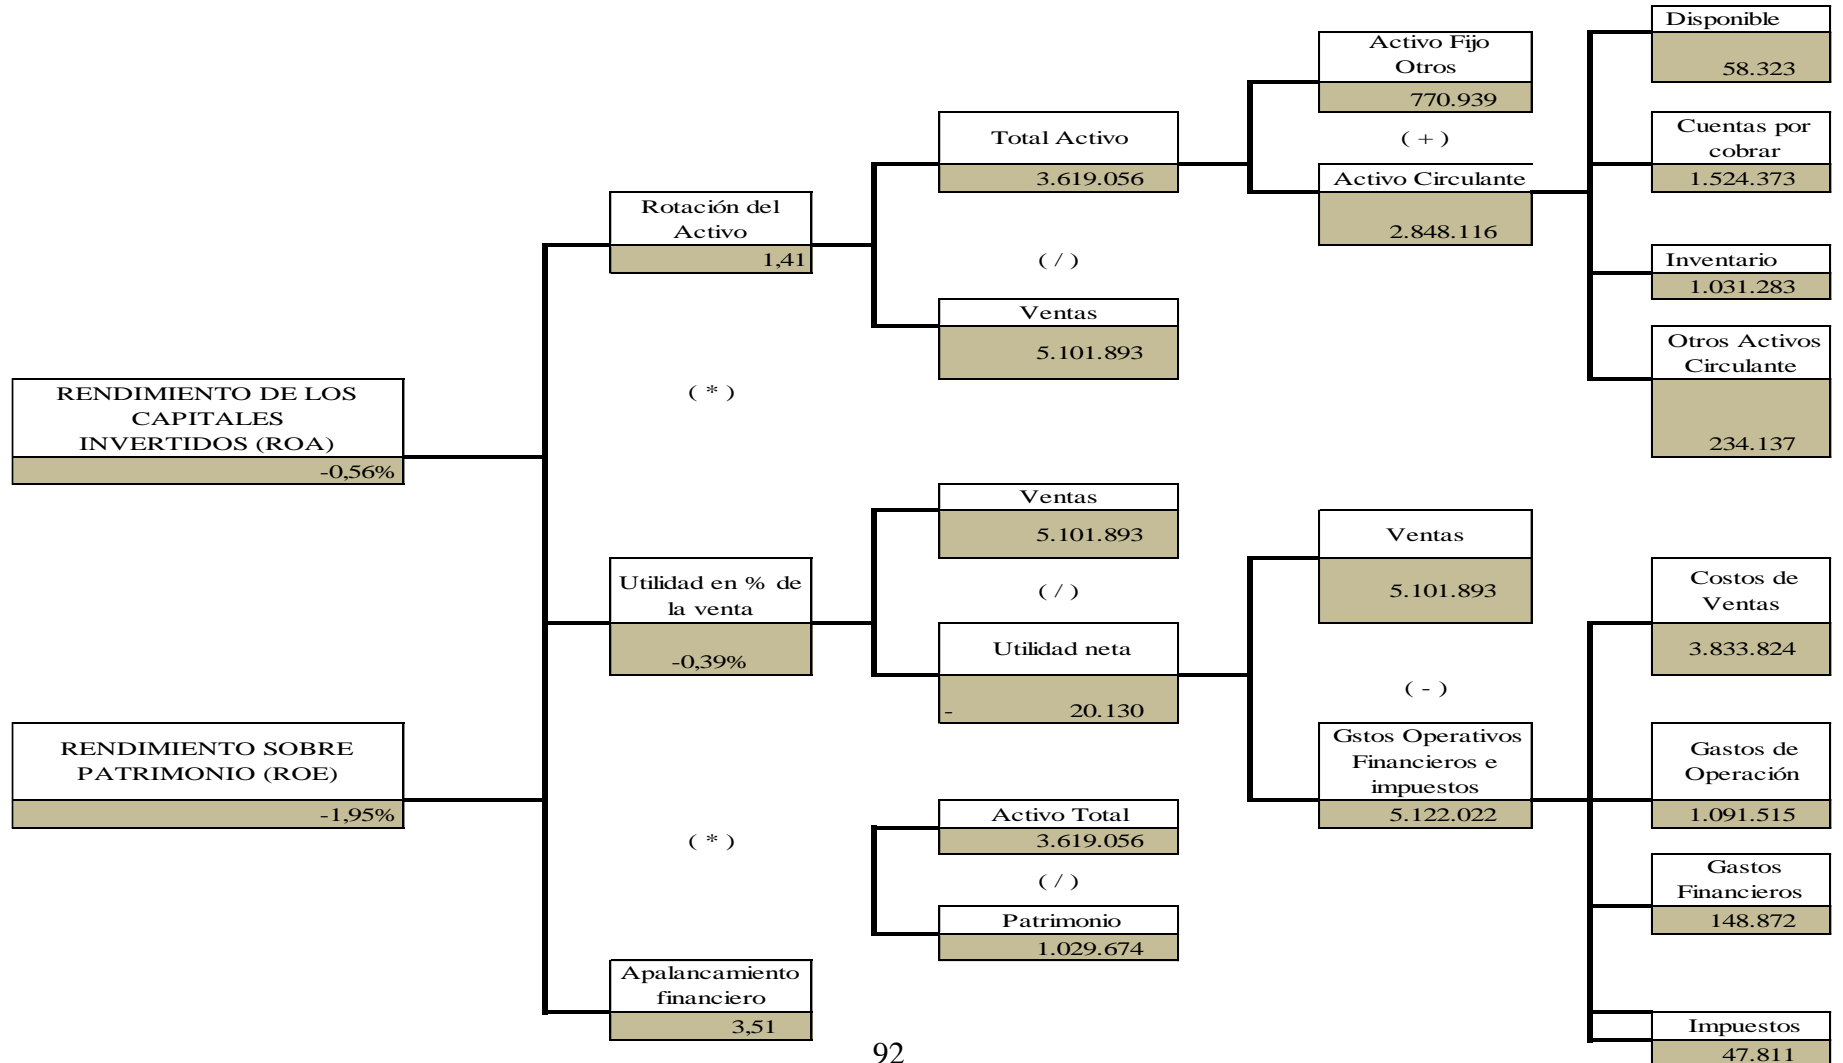 Disponible
58.323
Activo Fijo
Otros
770.939
( + )
Total Activo
3.619.056
Cuentas por
cobrar
1.524.373
Activo Circulante
2.848.116
Rotación del
Activo
1,41
( / )
Inventario
1.031.283
Ventas
5.101.893
Otros Activos
Circulante
234.137
RENDIMIENTO DE LOS
CAPITALES
INVERTIDOS (ROA)
-0,56%
( * )
Ventas
5.101.893
Ventas
5.101.893
Utilidad en % de
la venta
-0,39%
( / )
Costos de
Ventas
3.833.824
Utilidad neta
- 20.130
( - )
RENDIMIENTO SOBRE
PATRIMONIO (ROE)
-1,95%
Gstos Operativos
Financieros e
impuestos
5.122.022
Gastos de
Operación
1.091.515
Activo Total
3.619.056
( * )
( / )
Gastos
Financieros
148.872
Patrimonio
1.029.674
Apalancamiento
financiero
3,51
Impuestos
47.811
92